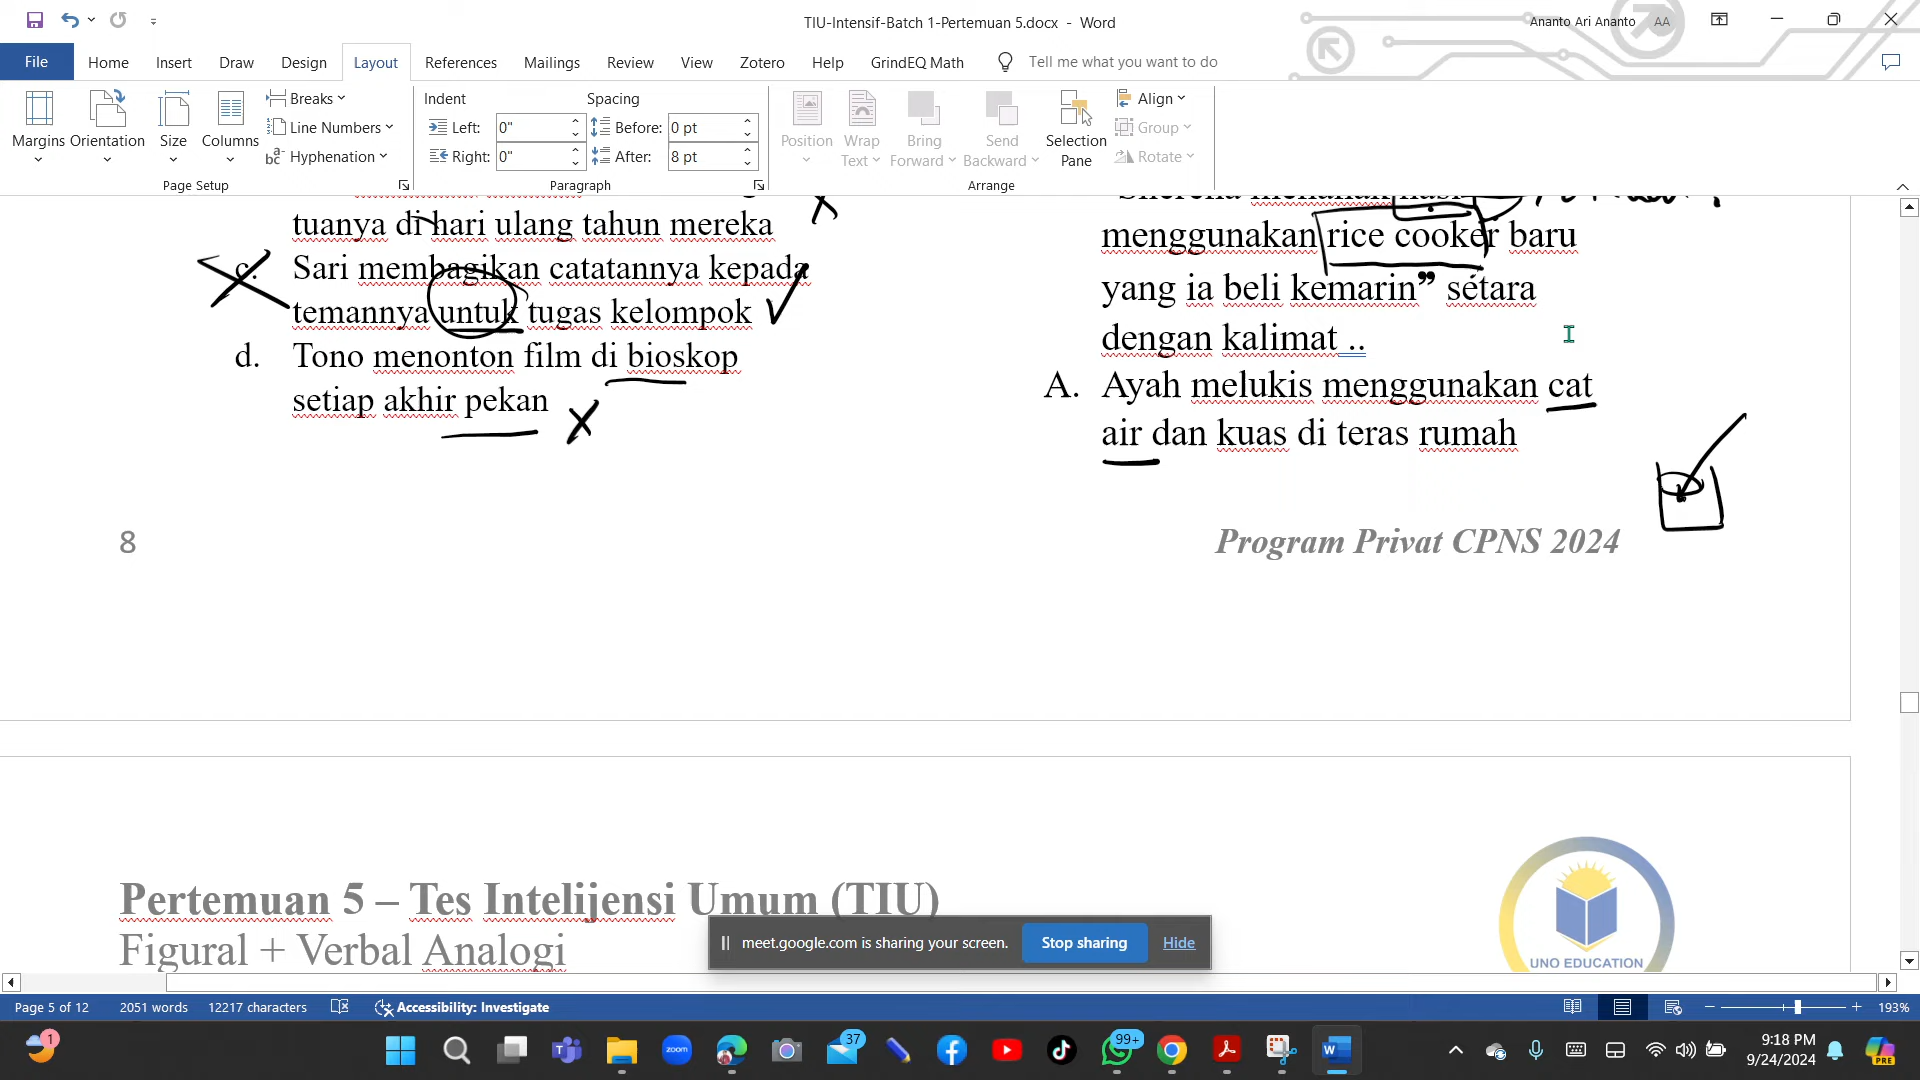 TIU-Intensif-Batch 1-Pertemuan 5.docx - Word
Ananto Ari Ananto
AA
File
Home
Insert
Draw
Design
Layout
References
Mailings
Review
View
Zotero
Help
GrindEQ Math
Tell me what you want to do
Margins
Orientation
Size
Columns
Breaks
Line Numbers
Hyphenation
Page Setup
Indent
Left: 0"
Right: 0"
Spacing
Before: 0 pt
After: 8 pt
Paragraph
Position
Wrap Text
Bring Forward
Send Backward
Selection Pane
Align
Group
Rotate
Arrange
tuanya di hari ulang tahun mereka
c. Sari membagikan catatannya kepada
temannya untuk tugas kelompok
d. Tono menonton film di bioskop
setiap akhir pekan
menggunakan rice cooker baru
yang ia beli kemarin” setara
dengan kalimat ..
A. Ayah melukis menggunakan cat
air dan kuas di teras rumah
8
Program Privat CPNS 2024
Pertemuan 5 – Tes Intelijensi Umum (TIU)
Figural + Verbal Analogi
UNO EDUCATION
meet.google.com is sharing your screen.
Stop sharing
Hide
Page 5 of 12
2051 words
12217 characters
Accessibility: Investigate
193%
1
zoom
37
99+
9:18 PM
9/24/2024
PRE